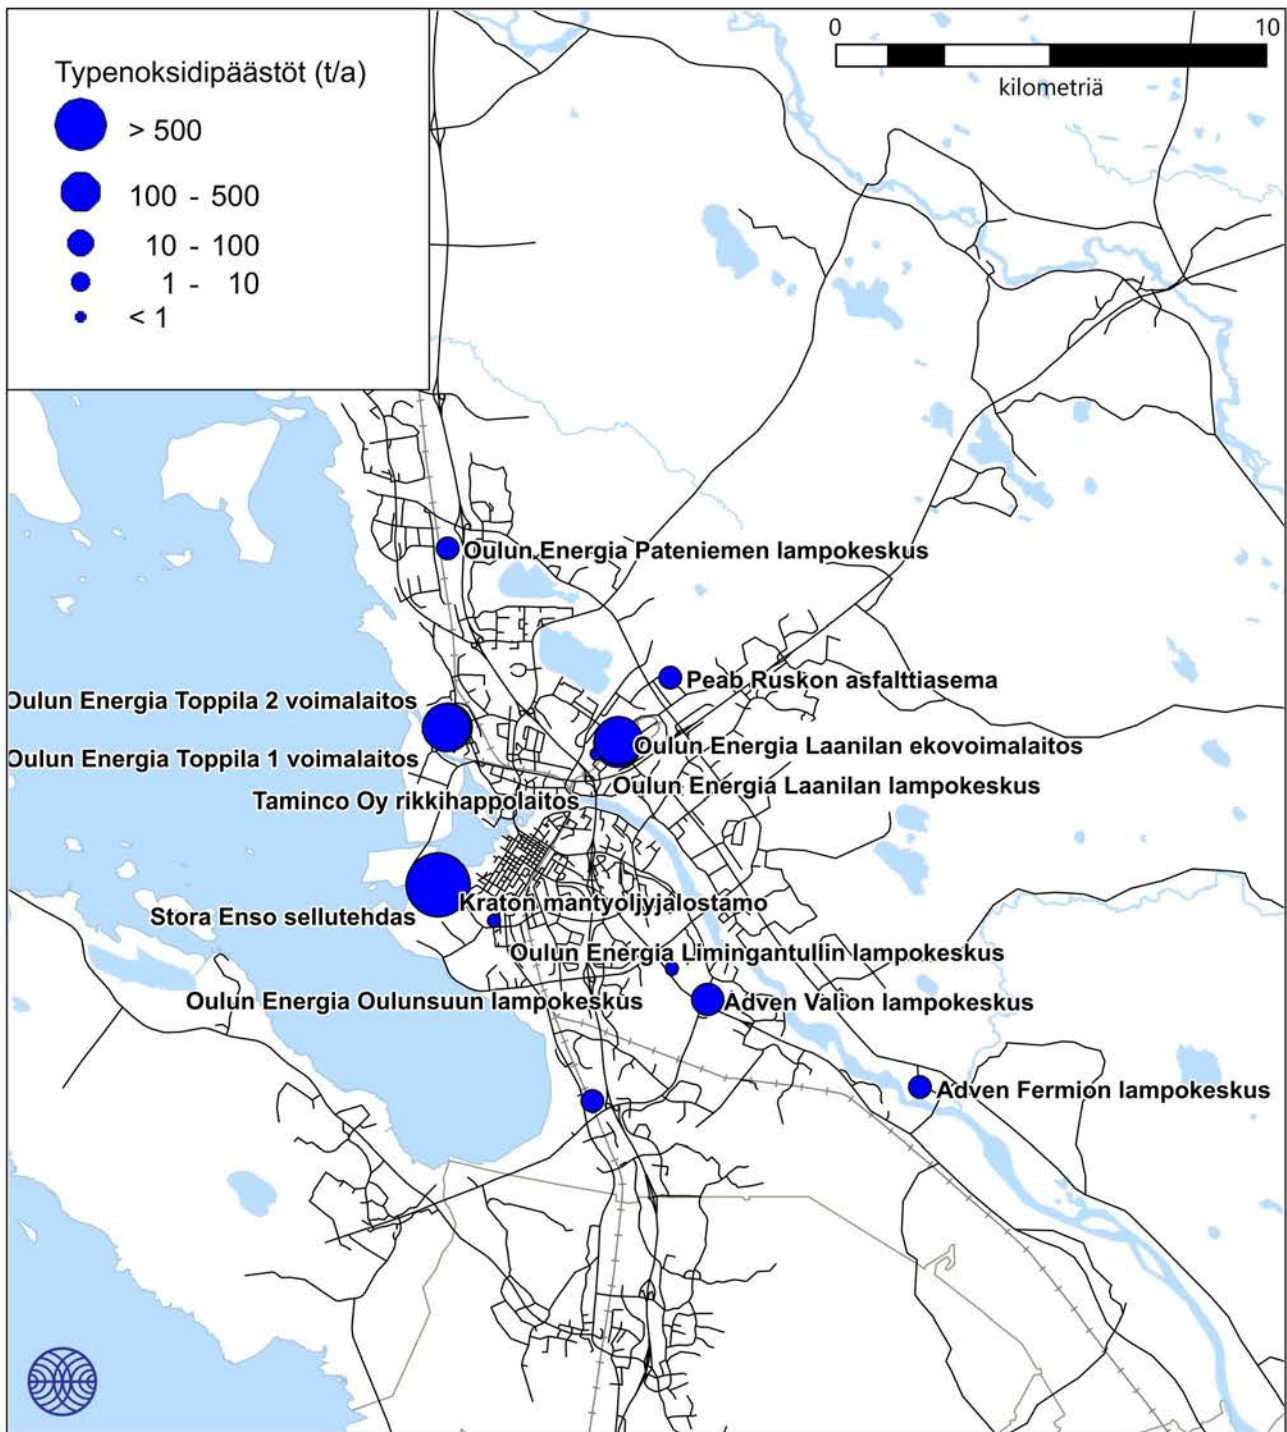 0 10
kilometriä
Typenoksidipäästöt (t/a)
> 500
100 - 500
10 - 100
1 - 10
< 1
Oulun Energia Pateniemen lampokeskus
Peab Ruskon asfalttiasema
Oulun Energia Toppila 2 voimalaitos
Oulun Energia Laanilan ekovoimalaitos
Oulun Energia Toppila 1 voimalaitos
Oulun Energia Laanilan lampokeskus
Taminco Oy rikkihappolaitos
Kraton mantyoljyjalostamo
Stora Enso sellutehdas
Oulun Energia Limingantullin lampokeskus
Oulun Energia Oulunsuun lampokeskus
Adven Valion lampokeskus
Adven Fermion lampokeskus